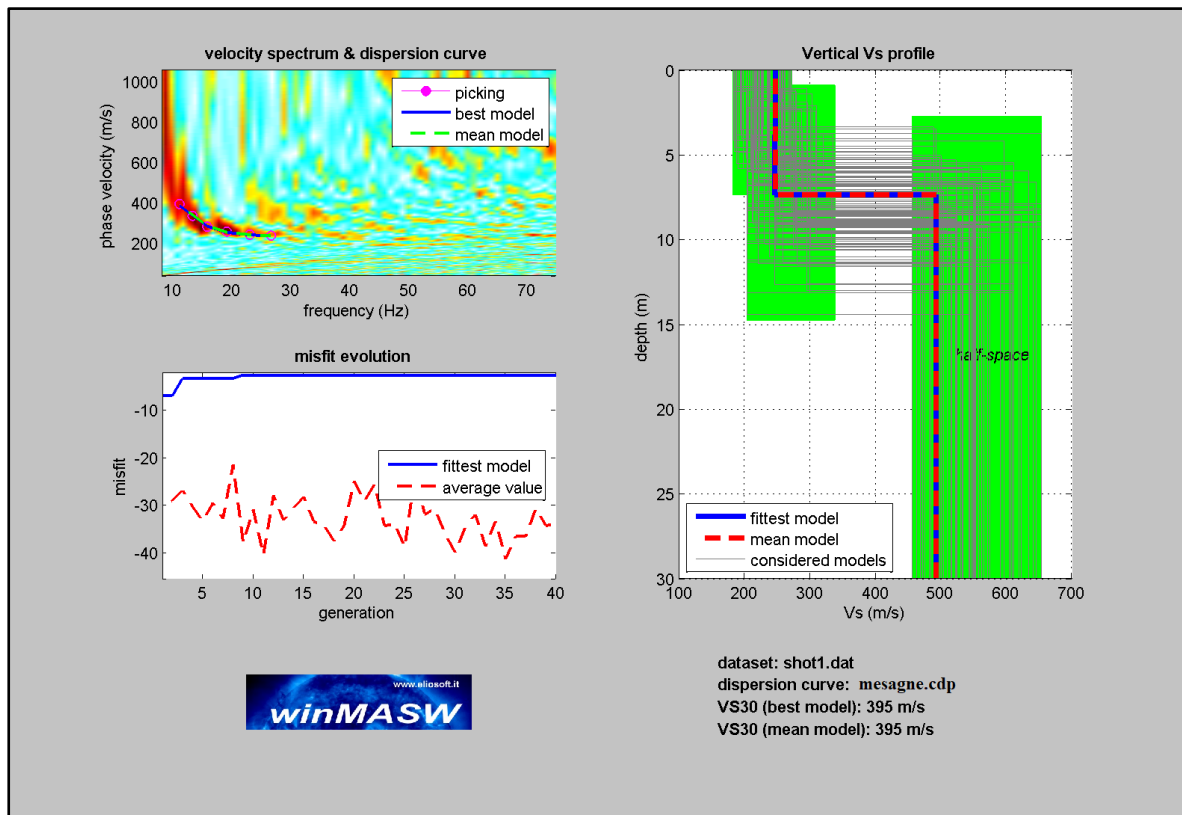 velocity spectrum & dispersion curve
1000
800
600
400
200
phase velocity (m/s)
picking
best model
mean model
10 20 30 40 50 60 70
frequency (Hz)
misfit evolution
-10
-20
-30
-40
misfit
fittest model
average value
5 10 15 20 25 30 35 40
generation
www.eliosoft.it
winMASW
Vertical Vs profile
0
5
10
15
20
25
30
depth (m)
half-space
fittest model
mean model
considered models
100 200 300 400 500 600 700
Vs (m/s)
dataset: shot1.dat
dispersion curve: mesagne.cdp
VS30 (best model): 395 m/s
VS30 (mean model): 395 m/s